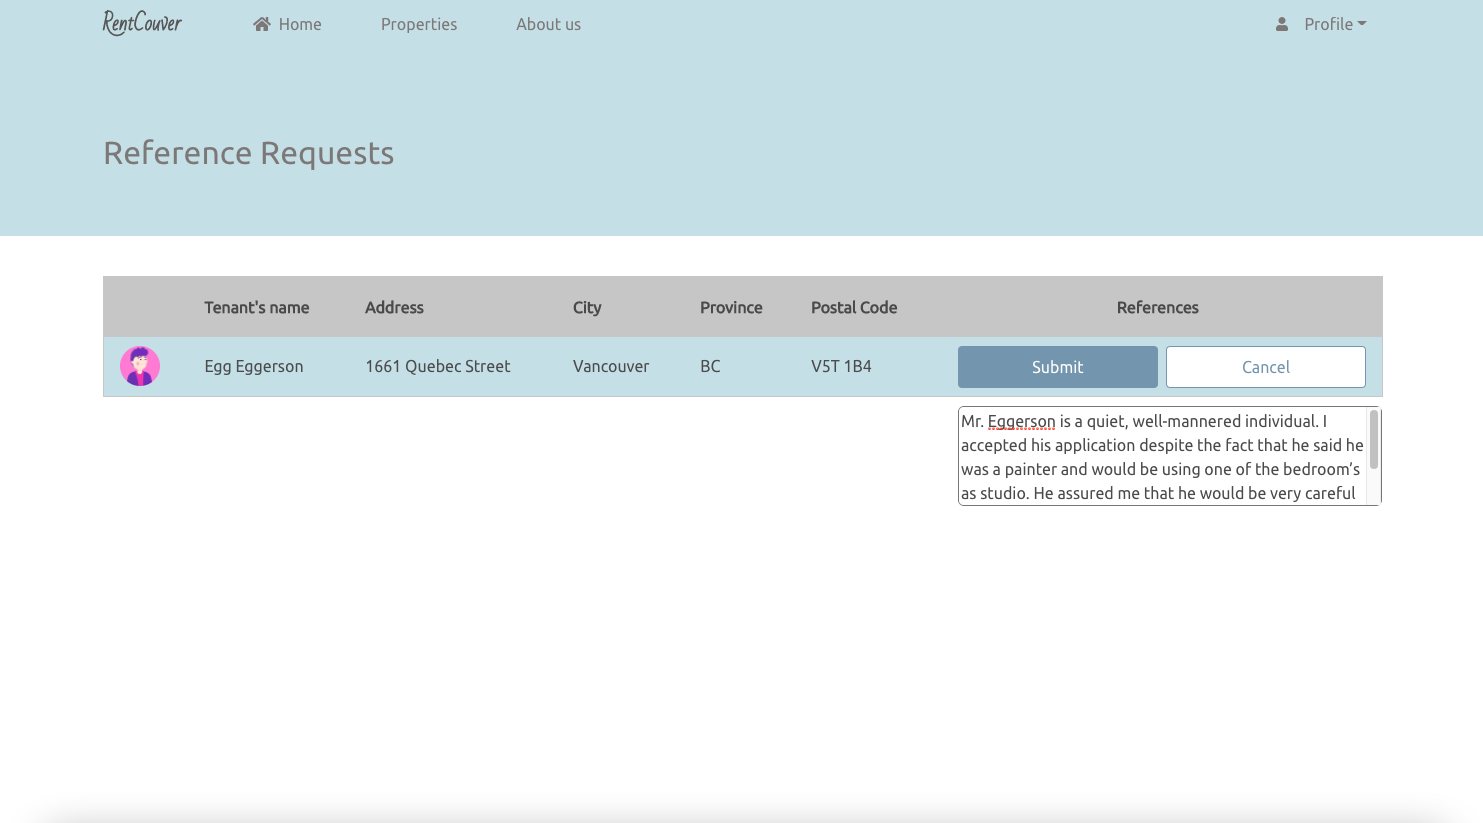 RentCouver Home Properties About us Profile
Reference Requests
Tenant's name Address City Province Postal Code References
Egg Eggerson 1661 Quebec Street Vancouver BC V5T 1B4 Submit Cancel
Mr. Eggerson is a quiet, well-mannered individual. I
accepted his application despite the fact that he said he
was a painter and would be using one of the bedroom’s
as studio. He assured me that he would be very careful